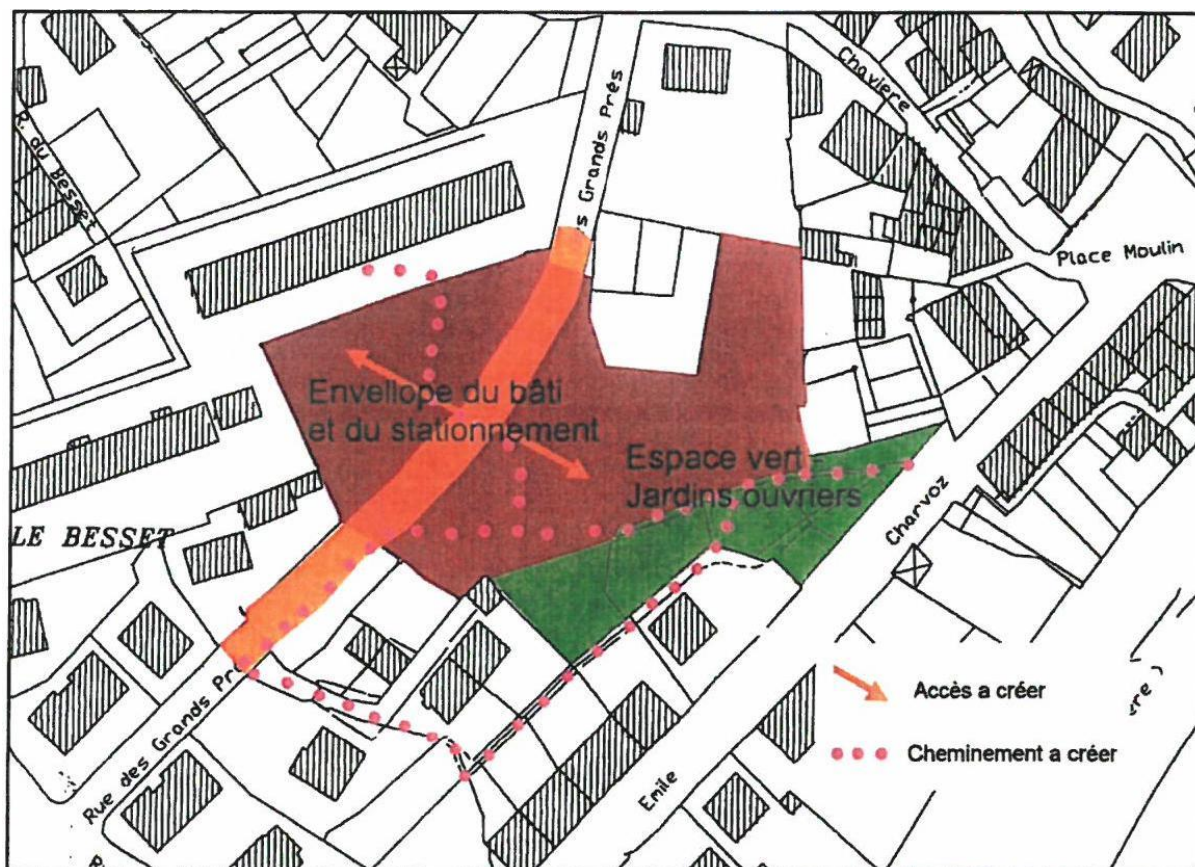 Chavière
s Grands Prés
R. du Besset
Place Moulin
Envellope du bâti
et du stationnement
Espace vert
Jardins ouvriers
LE BESSET
Charvoz
Rue des Grands Pré
Emile
Accès a créer
Cheminement a créer